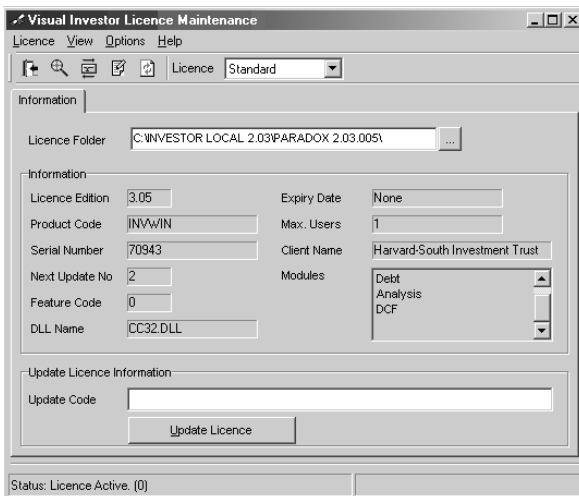 Visual Investor Licence Maintenance
Licence View Options Help
Licence Standard
Information
Licence Folder C:\INVESTOR LOCAL 2.03\PARADOX 2.03.005\ ...
Information
Licence Edition 3.05 Expiry Date None
Product Code INVWIN Max. Users 1
Serial Number 70943 Client Name Harvard-South Investment Trust
Next Update No 2 Modules Debt
Analysis
Feature Code 0 DCF
DLL Name CC32.DLL
Update Licence Information
Update Code
Update Licence
Status: Licence Active. (0)